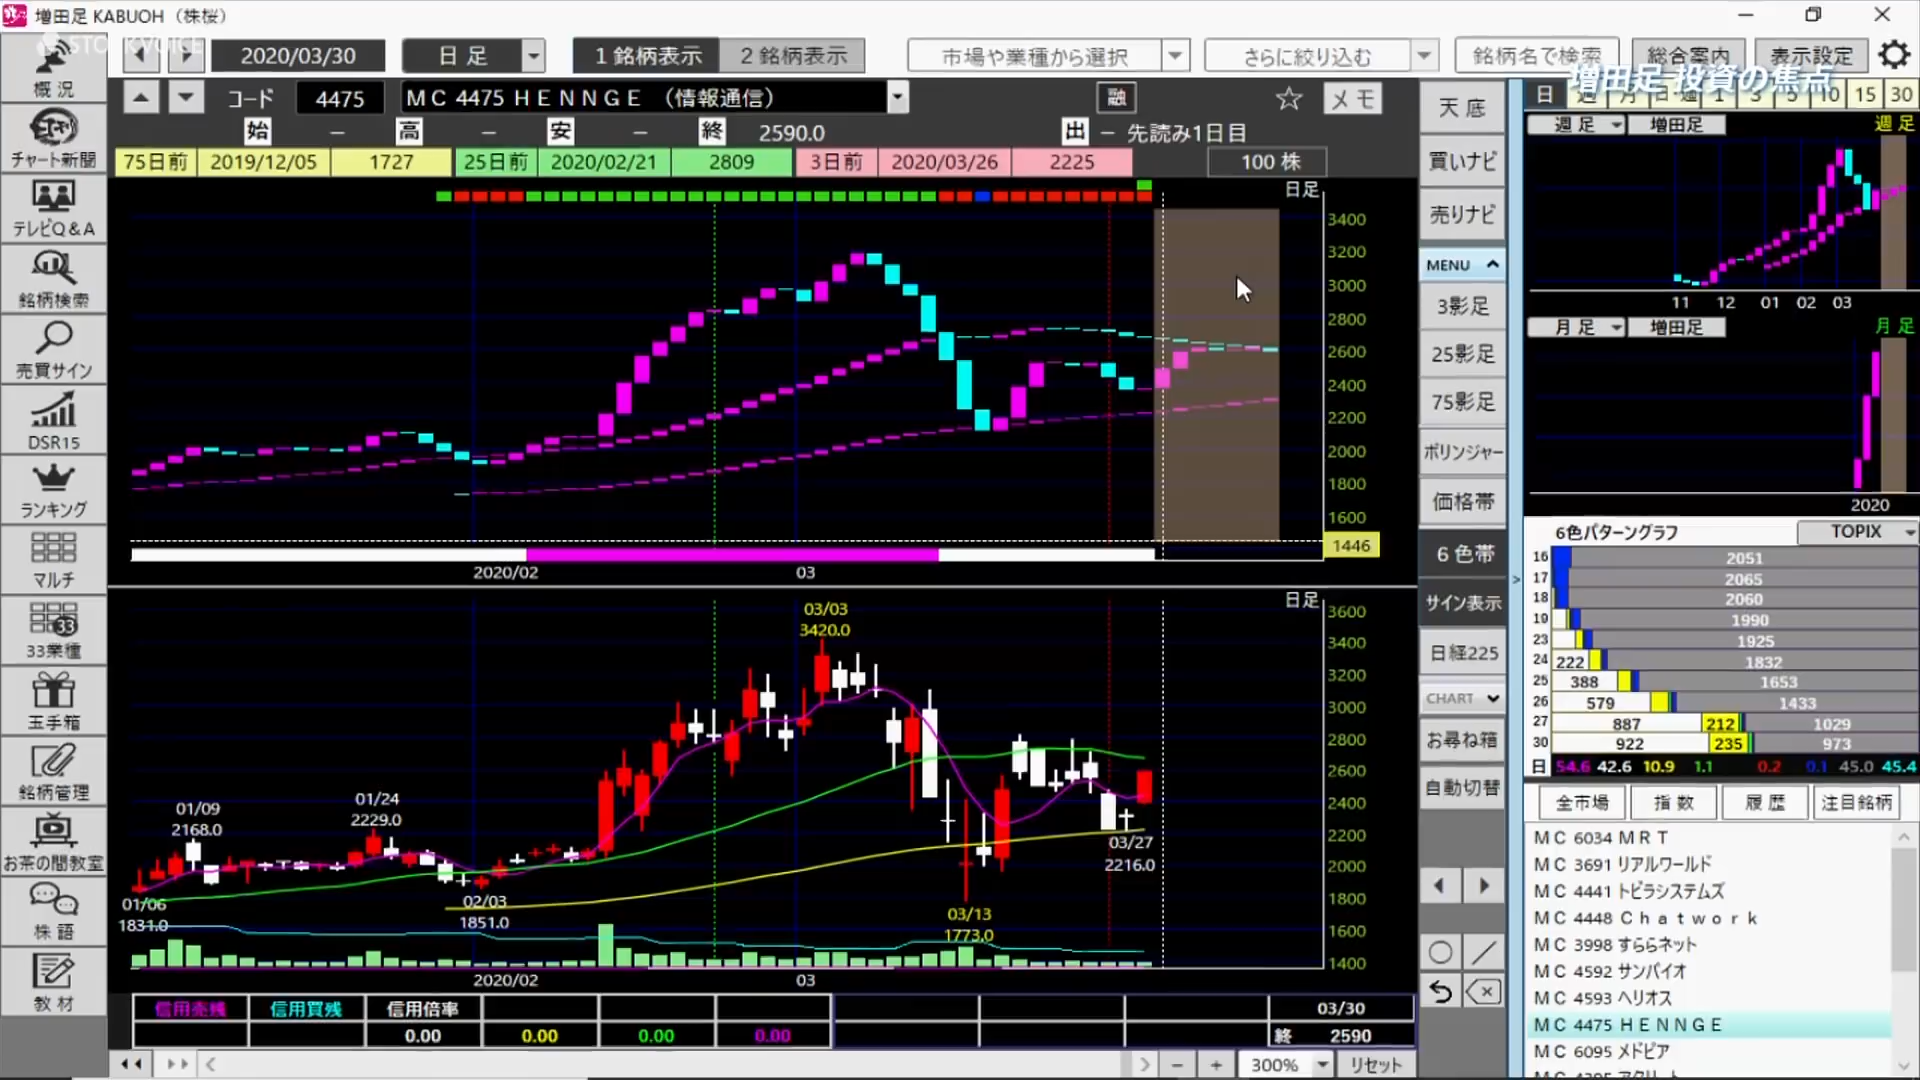 増田足 KABUOH（株桜）
STOCKVOICE
2020/03/30
日 足
1 銘柄表示
2 銘柄表示
市場や業種から選択
さらに絞り込む
銘柄名で検索
総合案内
表示設定
増田足 投資の焦点
コード
4475
ＭＣ 4475 ＨＥＮＮＧＥ （情報通信）
融
メモ
始 － 高 － 安 － 終 2590.0
出 － 先読み1日目
75日前 2019/12/05 1727
25日前 2020/02/21 2809
3日前 2020/03/26 2225
100 株
概 況
チャート新聞
テレビQ＆A
銘柄検索
売買サイン
DSR15
ランキング
マルチ
33
33業種
玉手箱
銘柄管理
お茶の間教室
株 語
教 材
日足
3400
3200
3000
2800
2600
2400
2200
2000
1800
1600
1446
2020/02
03
日足
3600
3400
3200
3000
2800
2600
2400
2200
2000
1800
1600
1400
03/03
3420.0
01/09
2168.0
01/24
2229.0
01/06
1831.0
02/03
1851.0
03/13
1773.0
03/27
2216.0
2020/02
03
信用売残
信用買残
信用倍率
0.00
0.00
0.00
0.00
03/30
終 2590
300%
リセット
天 底
買いナビ
売りナビ
MENU
3影足
25影足
75影足
ボリンジャー
価格帯
6 色帯
サイン表示
日経225
CHART
お尋ね箱
自動切替
日 週 月 日・週 1 3 5 10 15 30
週 足
増田足
週 足
11 12 01 02 03
月 足
増田足
月 足
2020
6色パターングラフ
TOPIX
16 2051
17 2065
18 2060
19 1990
23 1925
24 222 1832
25 388 1653
26 579 1433
27 887 212 1029
30 922 235 973
日 54.6 42.6 10.9 1.1 0.2 0.1 45.0 45.4
全市場
指 数
履 歴
注目銘柄
ＭＣ 6034 ＭＲＴ
ＭＣ 3691 リアルワールド
ＭＣ 4441 トビラシステムズ
ＭＣ 4448 Ｃｈａｔｗｏｒｋ
ＭＣ 3998 すららネット
ＭＣ 4592 サンバイオ
ＭＣ 4593 ヘリオス
ＭＣ 4475 ＨＥＮＮＧＥ
ＭＣ 6095 メドピア